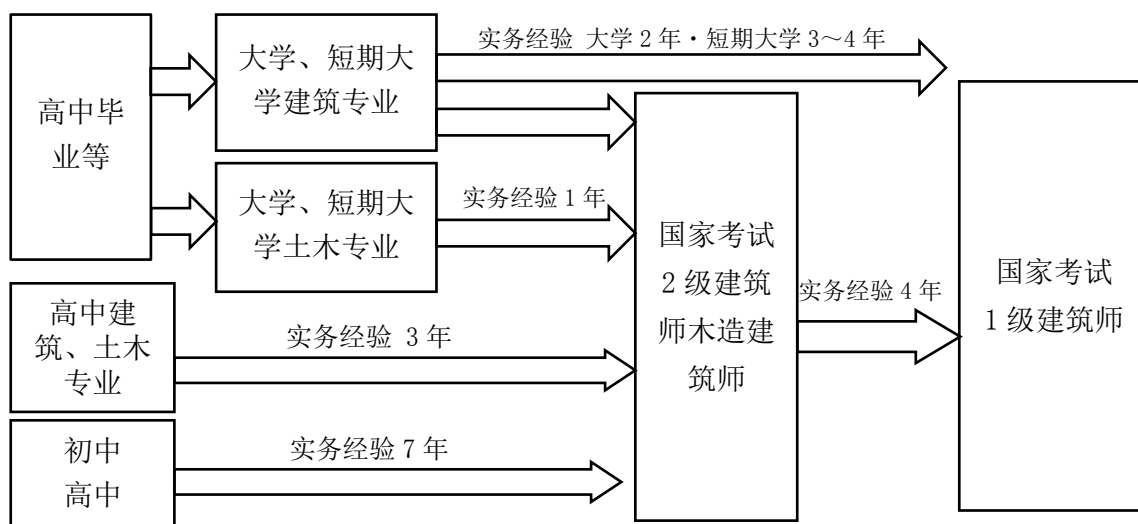 实务经验 大学2年·短期大学3～4年
高中毕
业等
大学、短期大
学建筑专业
大学、短期大
学土木专业
实务经验1年
高中建
筑、土木
专业
实务经验 3年
初中
高中
实务经验7年
国家考试
2级建筑
师木造建
筑师
实务经验4年
国家考试
1级建筑师